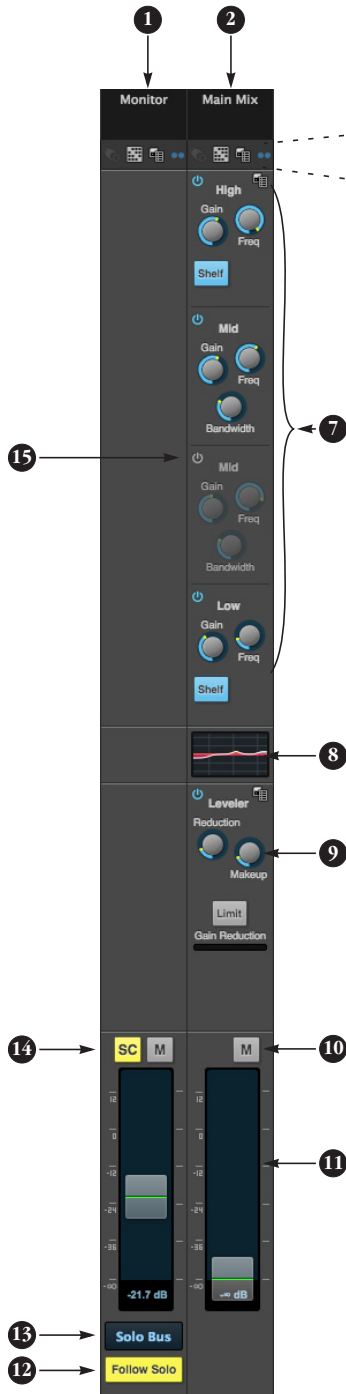 1 2
Monitor Main Mix
High
Gain
Freq
Shelf
Mid
Gain
Freq
Bandwidth
7
15
Mid
Gain
Freq
Bandwidth
Low
Gain
Freq
Shelf
8
Leveler
Reduction
9
Makeup
Limit
Gain Reduction
14 SC M M 10
12 12
0 0
11
-12 -12
-24 -24
-36 -36
-∞ -∞
-21.7 dB -∞ dB
13 Solo Bus
12 Follow Solo